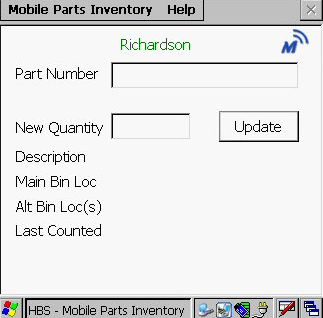 Mobile Parts Inventory Help
Richardson
Part Number
New Quantity Update
Description
Main Bin Loc
Alt Bin Loc(s)
Last Counted
HBS - Mobile Parts Inventory